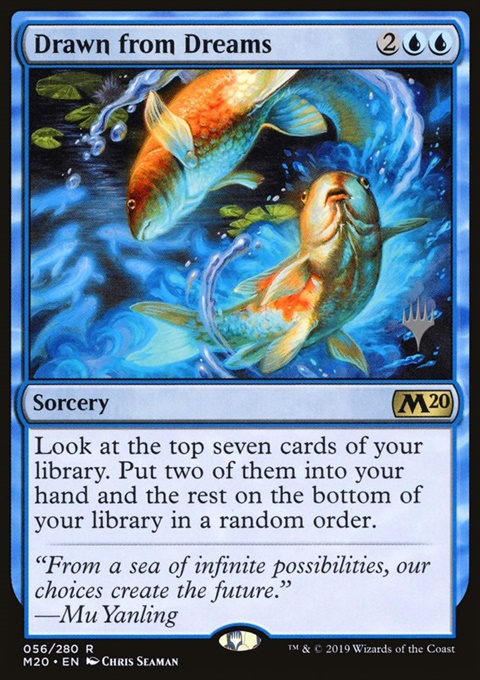 Drawn from Dreams 2
Sorcery M20
Look at the top seven cards of your
library. Put two of them into your
hand and the rest on the bottom of
your library in a random order.
“From a sea of infinite possibilities, our
choices create the future.”
—Mu Yanling
056/280 R
M20 • EN Chris Seaman
™ & © 2019 Wizards of the Coast